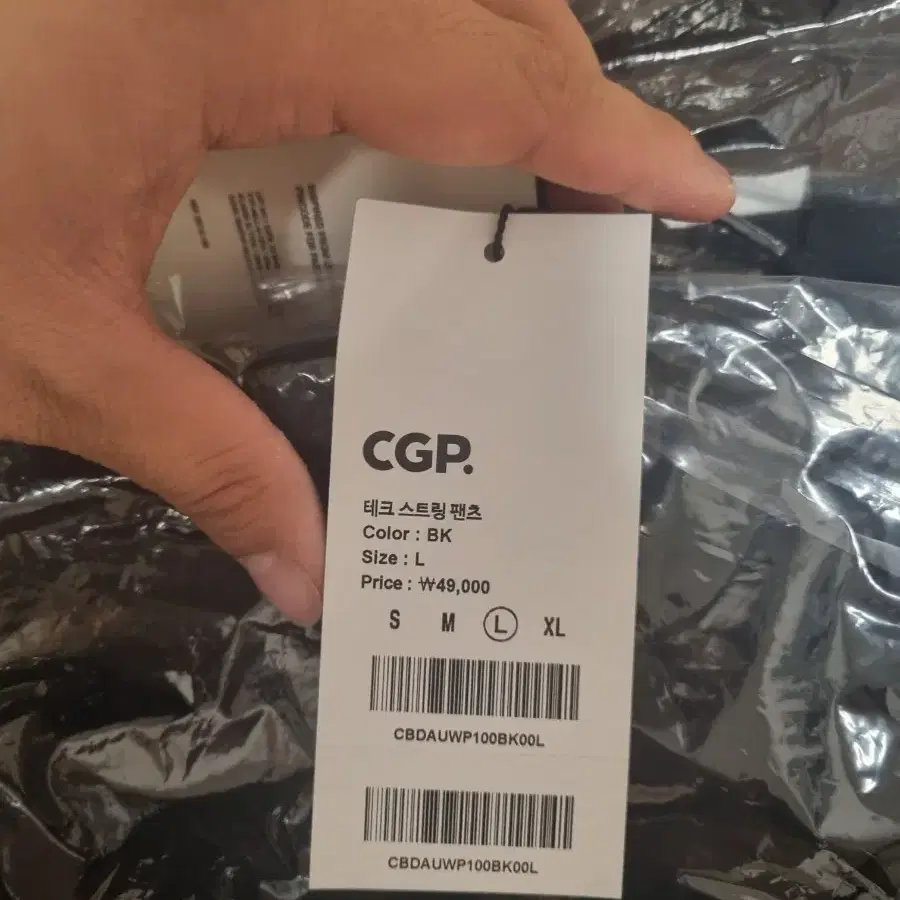 CGP.
테크 스트링 팬츠
Color : BK
Size : L
Price : ₩49,000
S M L XL
CBDAUWP100BK00L
CBDAUWP100BK00L